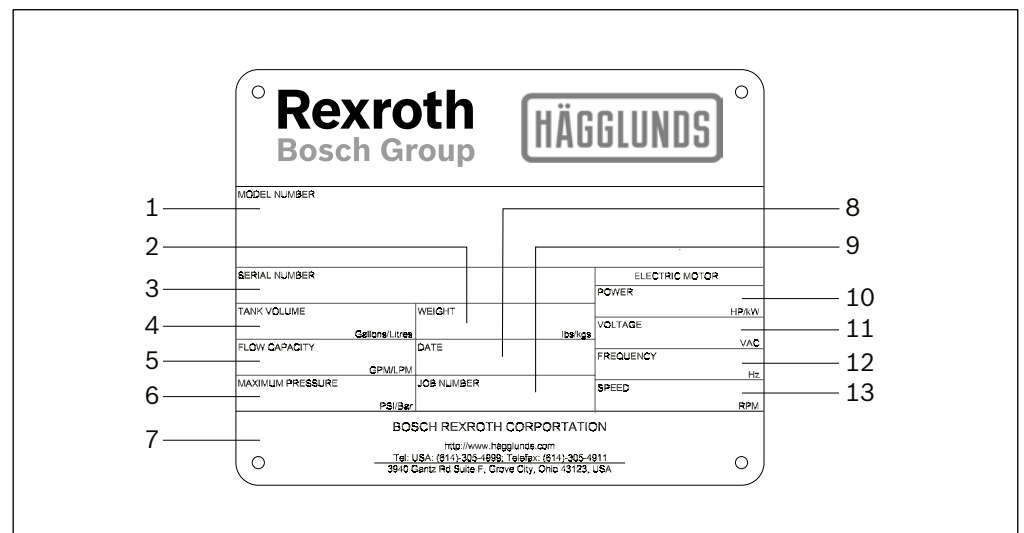 Rexroth
Bosch Group
HÄGGLUNDS
MODEL NUMBER
1
8
2
9
SERIAL NUMBER
ELECTRIC MOTOR
3
POWER
HP/kW
10
TANK VOLUME
Gallons/Litres
WEIGHT
lbs/kgs
4
VOLTAGE
VAC
11
FLOW CAPACITY
GPM/LPM
DATE
5
FREQUENCY
Hz
12
MAXIMUM PRESSURE
PSI/Bar
JOB NUMBER
6
SPEED
RPM
13
7
BOSCH REXROTH CORPORTATION
http://www.hagglunds.com
Tel: USA: (614)-305-4999; Telefax: (614)-305-4911
3940 Gantz Rd Suite F, Grove City, Ohio 43123, USA